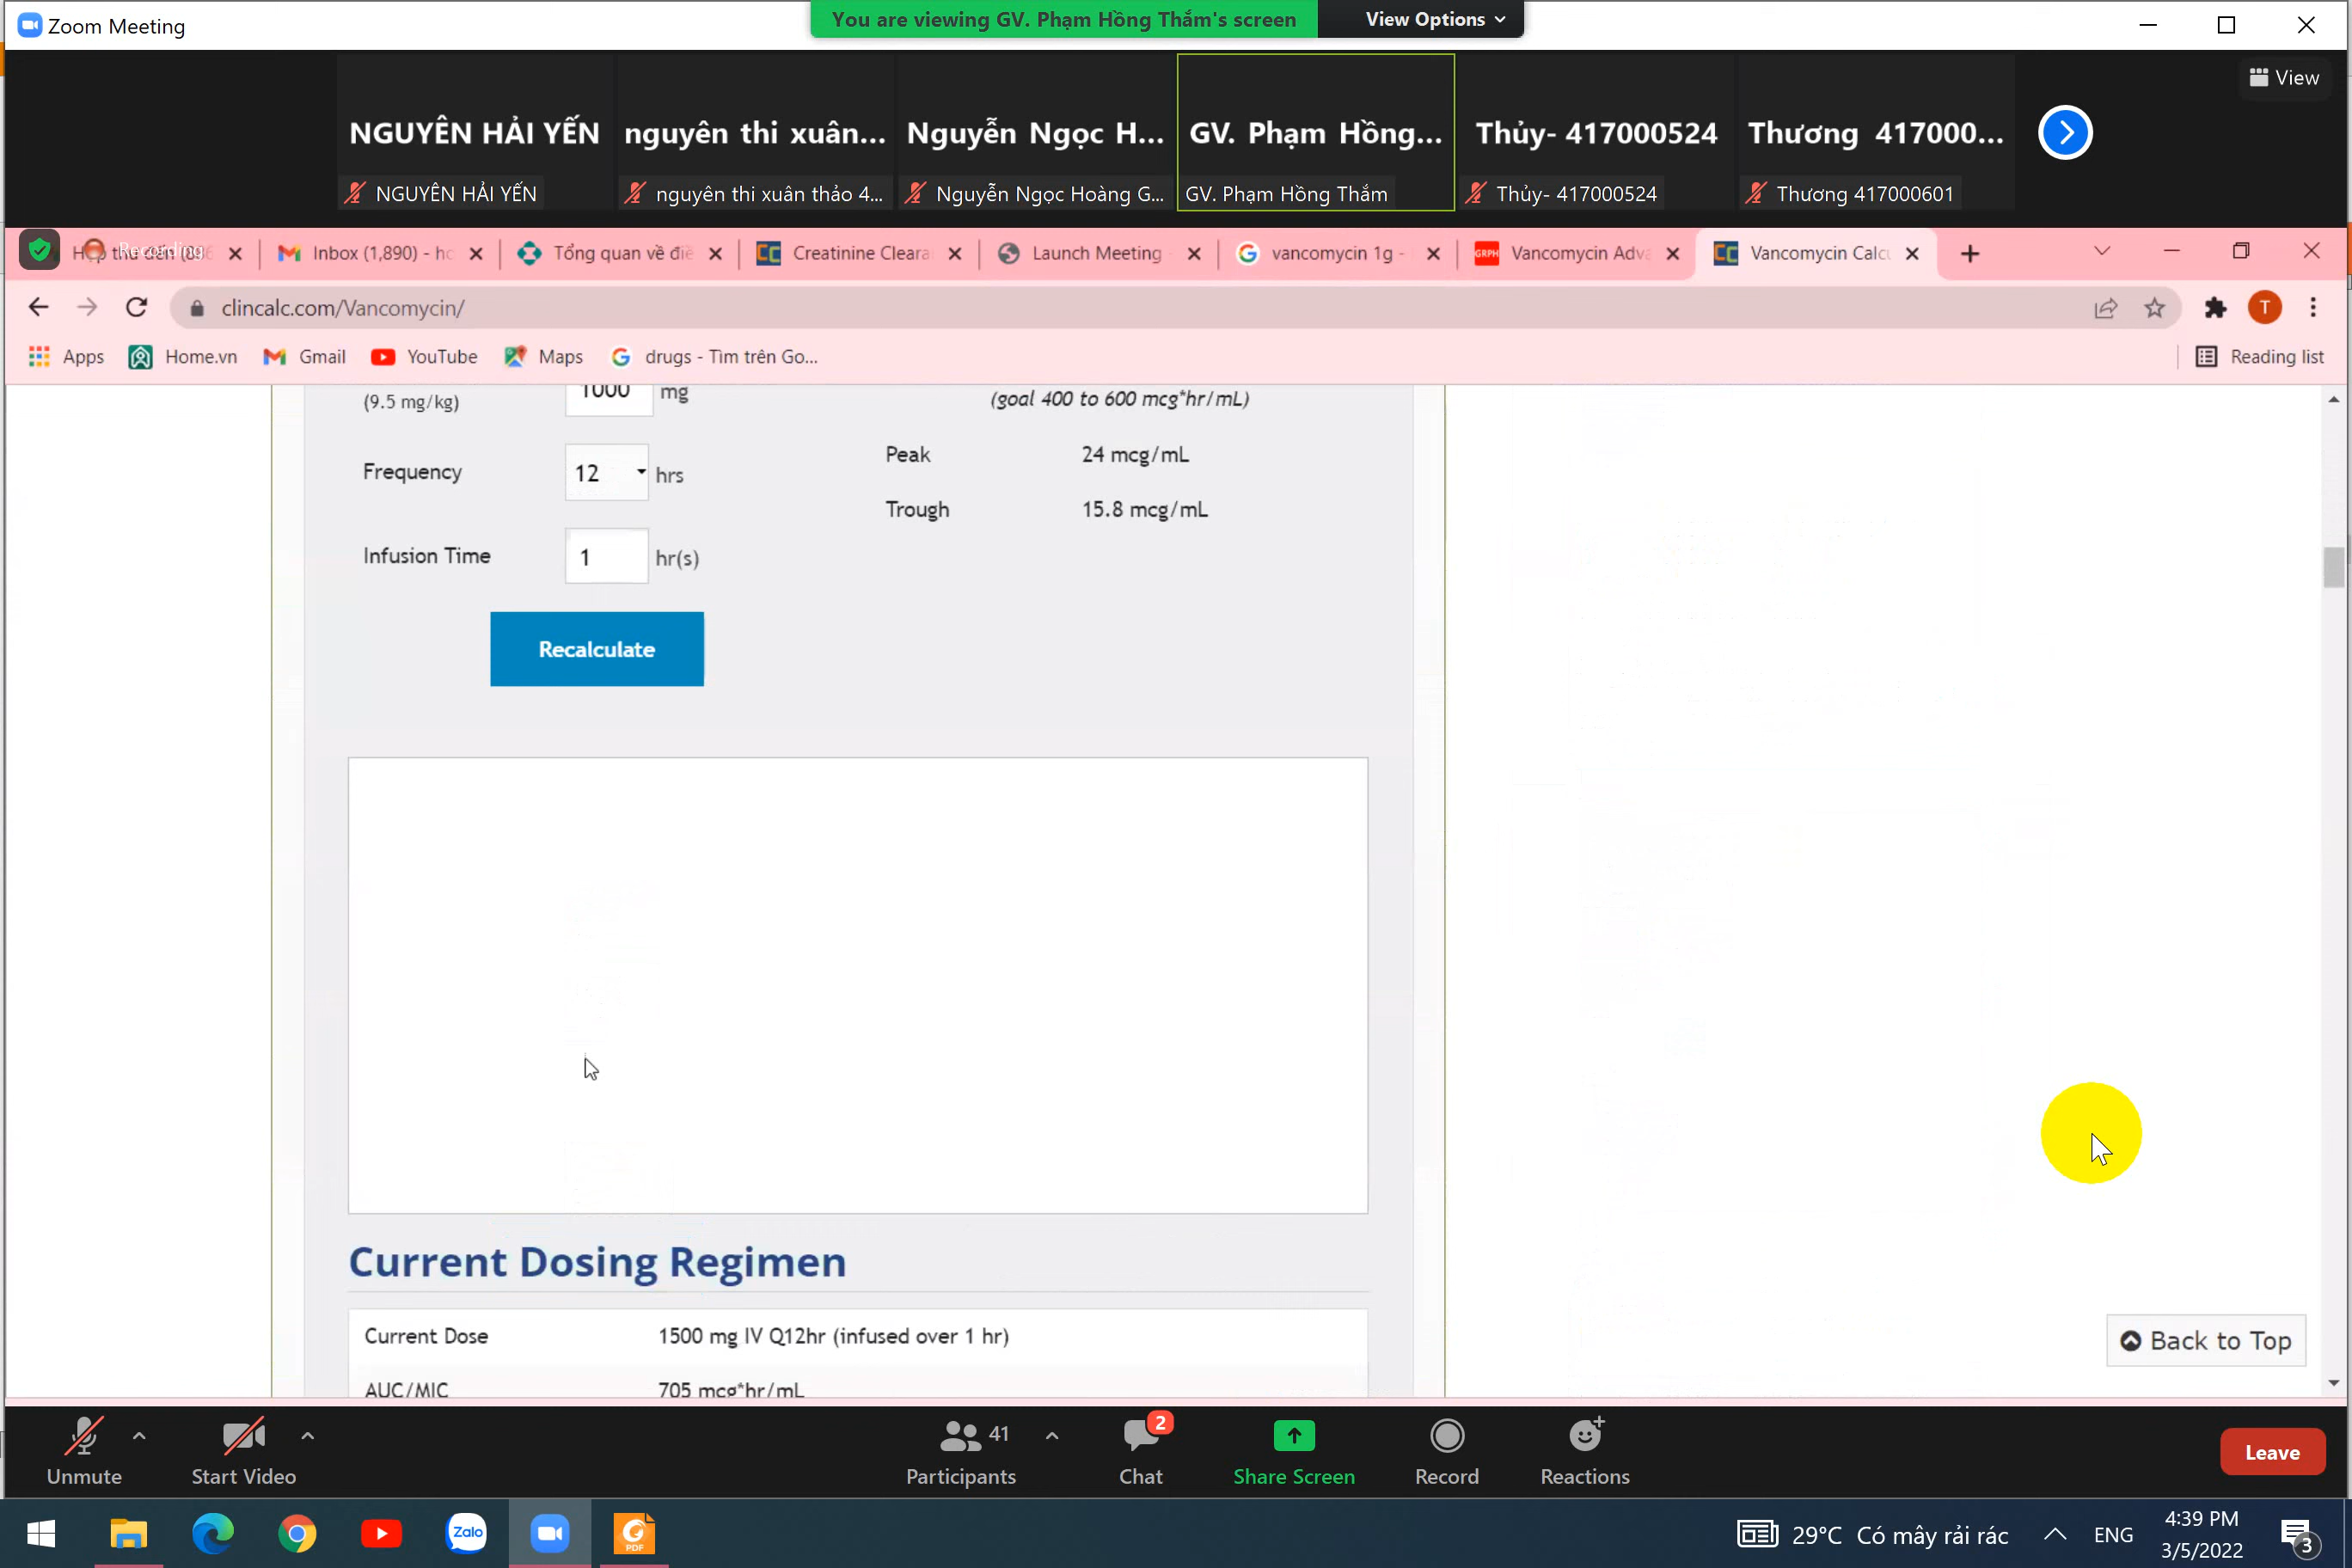 Zoom Meeting
You are viewing GV. Phạm Hồng Thắm's screen
View Options
View
NGUYÊN HẢI YẾN
nguyên thi xuân...
Nguyễn Ngọc H...
GV. Phạm Hồng...
Thủy- 417000524
Thương 417000...
NGUYÊN HẢI YẾN
nguyên thi xuân thảo 4...
Nguyễn Ngọc Hoàng G...
GV. Phạm Hồng Thắm
Thủy- 417000524
Thương 417000601
Recording
Inbox (1,890) - ho
Tổng quan về điề
Creatinine Cleara
Launch Meeting -
vancomycin 1g -
GRPH
Vancomycin Adva
CC
Vancomycin Calcu
clincalc.com/Vancomycin/
T
Apps
Home.vn
Gmail
YouTube
Maps
drugs - Tìm trên Go...
Reading list
(9.5 mg/kg)
1000
mg
(goal 400 to 600 mcg*hr/mL)
Peak
24 mcg/mL
Frequency
12
hrs
Trough
15.8 mcg/mL
Infusion Time
1
hr(s)
Recalculate
Current Dosing Regimen
Current Dose
1500 mg IV Q12hr (infused over 1 hr)
AUC/MIC
705 mcg*hr/mL
Back to Top
Unmute
Start Video
41
Participants
2
Chat
Share Screen
Record
Reactions
Leave
Zalo
PDF
29°C Có mây rải rác
ENG
4:39 PM
3/5/2022
3